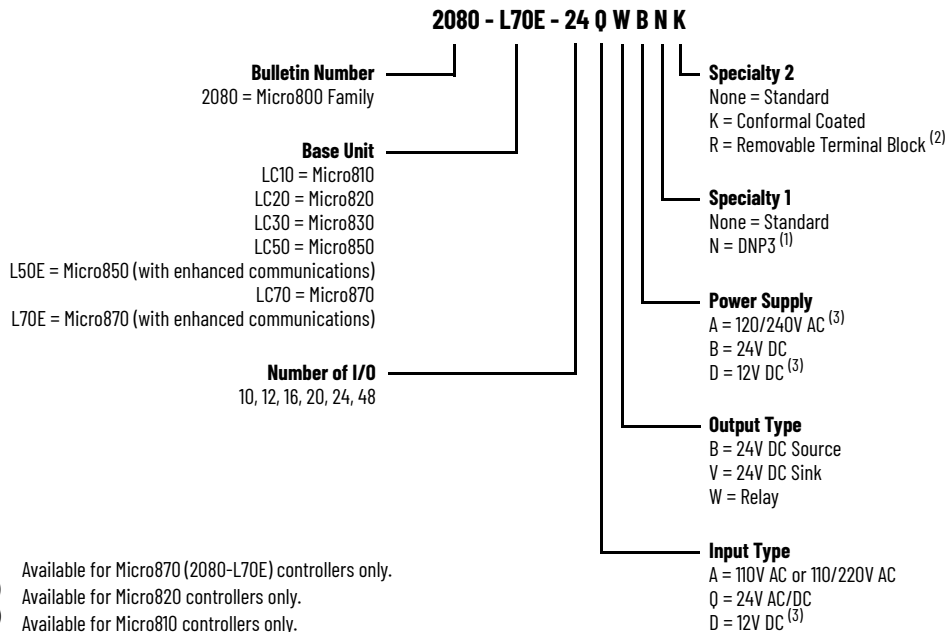 2080 - L70E - 24 Q W B N K
Bulletin Number
2080 = Micro800 Family
Base Unit
LC10 = Micro810
LC20 = Micro820
LC30 = Micro830
LC50 = Micro850
L50E = Micro850 (with enhanced communications)
LC70 = Micro870
L70E = Micro870 (with enhanced communications)
Number of I/O
10, 12, 16, 20, 24, 48
Specialty 2
None = Standard
K = Conformal Coated
R = Removable Terminal Block (2)
Specialty 1
None = Standard
N = DNP3 (1)
Power Supply
A = 120/240V AC (3)
B = 24V DC
D = 12V DC (3)
Output Type
B = 24V DC Source
V = 24V DC Sink
W = Relay
Input Type
A = 110V AC or 110/220V AC
Q = 24V AC/DC
D = 12V DC (3)
Available for Micro870 (2080-L70E) controllers only.
Available for Micro820 controllers only.
Available for Micro810 controllers only.